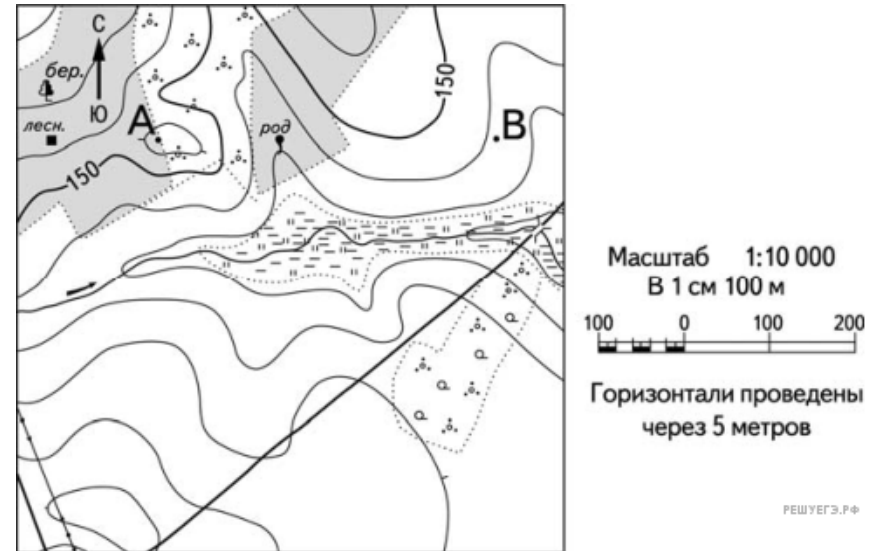 С
бер.
Ю
лесн.
А
150
род
150
В
Масштаб 1:10 000
В 1 см 100 м
100 0 100 200
Горизонтали проведены
через 5 метров
РЕШУЕГЭ.РФ